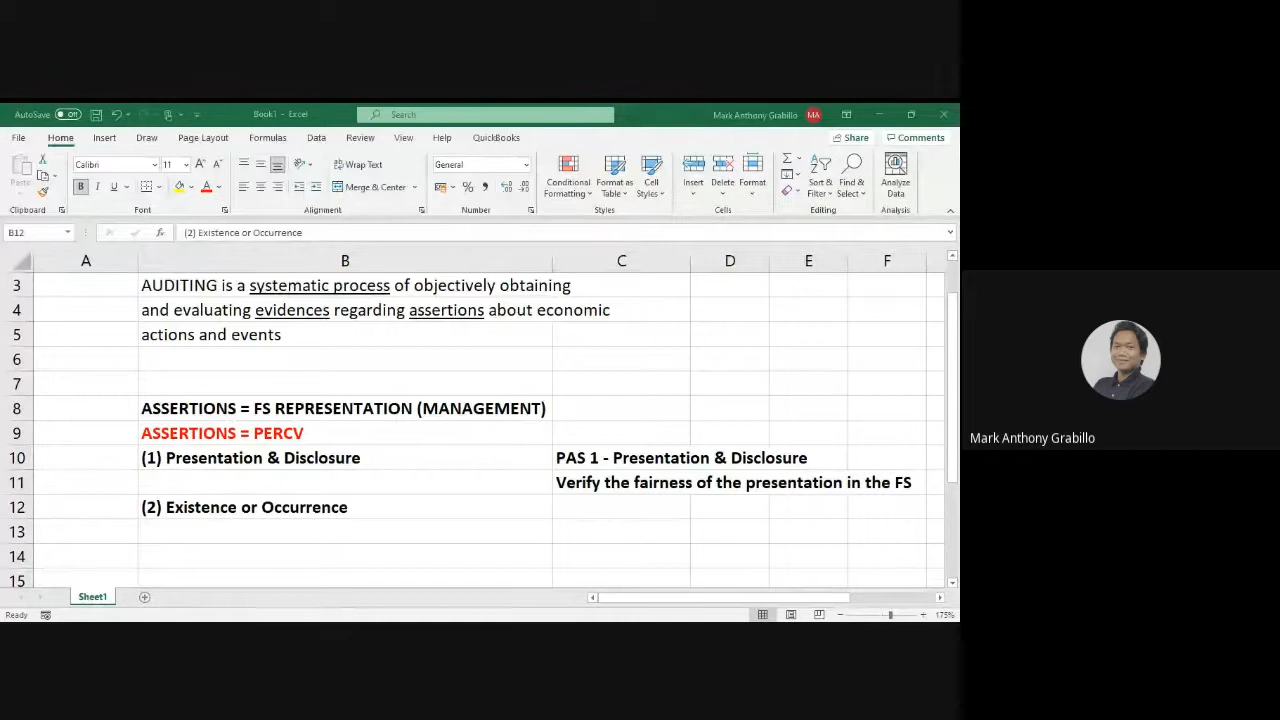 AutoSave Off Book1 - Excel Search Mark Anthony Grabillo MA
File Home Insert Draw Page Layout Formulas Data Review View Help QuickBooks Share Comments
Paste Calibri 11 A A Wrap Text General Conditional Formatting Format as Table Cell Styles Insert Delete Format Sort & Filter Find & Select Analyze Data
B I U A Merge & Center % 9
Clipboard Font Alignment Number Styles Cells Editing Analysis
B12 fx (2) Existence or Occurrence
A B C D E F
3 AUDITING is a systematic process of objectively obtaining
4 and evaluating evidences regarding assertions about economic
5 actions and events
6
7
8 ASSERTIONS = FS REPRESENTATION (MANAGEMENT)
9 ASSERTIONS = PERCV
10 (1) Presentation & Disclosure PAS 1 - Presentation & Disclosure
11 Verify the fairness of the presentation in the FS
12 (2) Existence or Occurrence
13
14
15
Sheet1
Ready 175%
Mark Anthony Grabillo